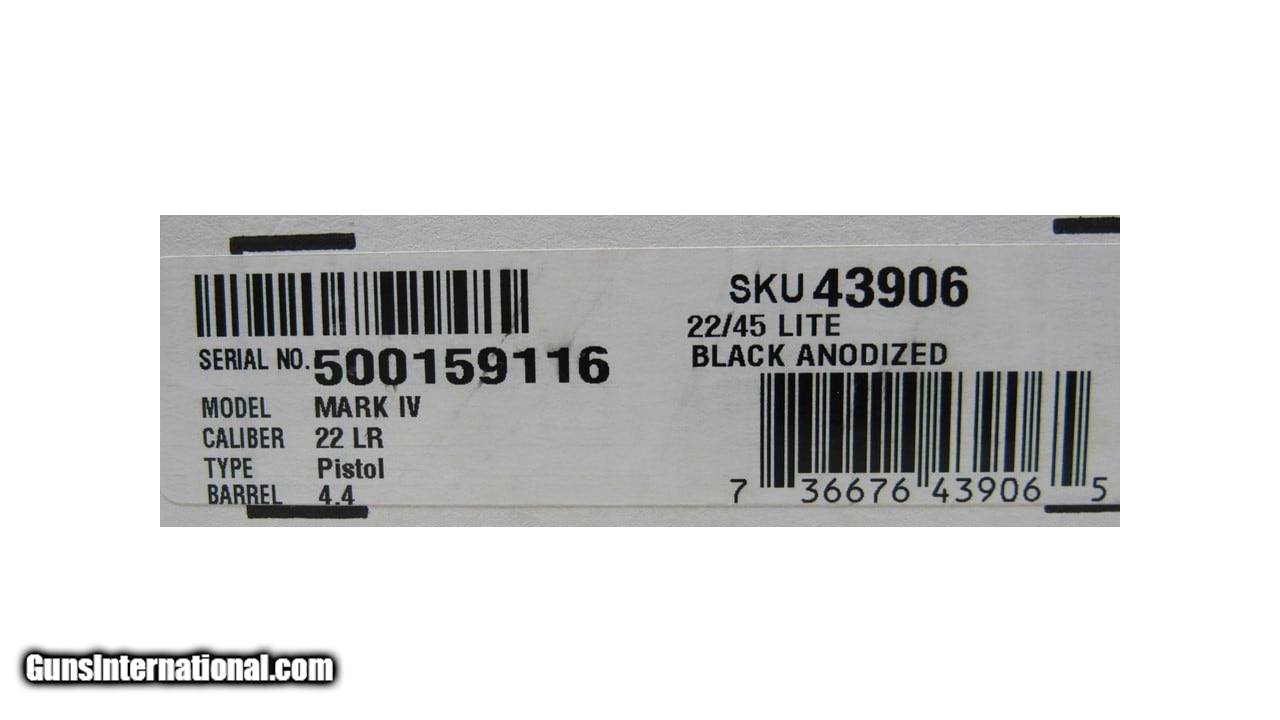 SERIAL NO. 500159116
MODEL MARK IV
CALIBER 22 LR
TYPE Pistol
BARREL 4.4
SKU 43906
22/45 LITE
BLACK ANODIZED
7 36676 43906 5
GunsInternational.com